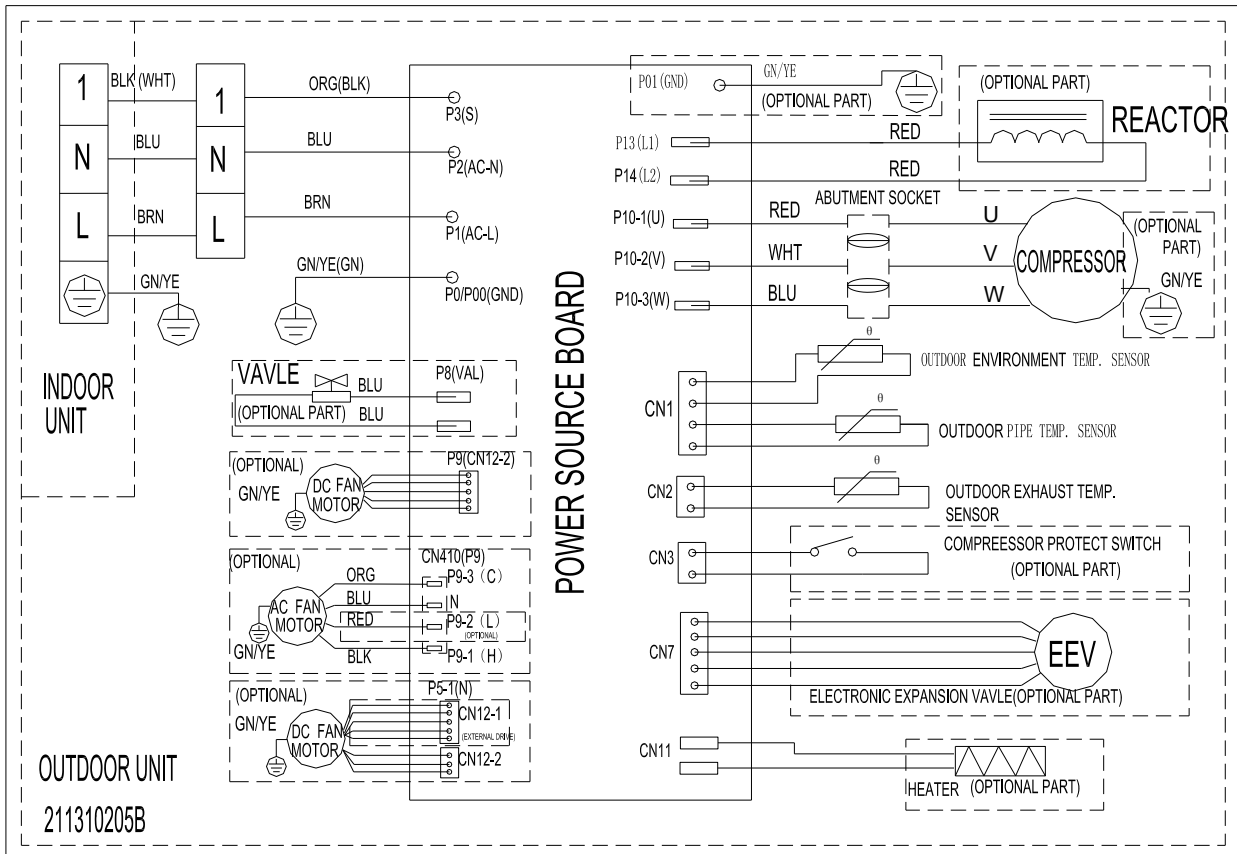 1
BLK (WHT)
1
ORG(BLK)
P3(S)
N
BLU
N
BLU
P2(AC-N)
L
BRN
L
BRN
P1(AC-L)
GN/YE
GN/YE(GN)
P0/P00(GND)
INDOOR
UNIT
VAVLE
BLU
P8(VAL)
(OPTIONAL PART)
BLU
(OPTIONAL)
P9(CN12-2)
GN/YE
DC FAN
MOTOR
(OPTIONAL)
CN410(P9)
ORG
P9-3 (C)
BLU
N
AC FAN
MOTOR
RED
P9-2 (L)
(OPTIONAL)
GN/YE
BLK
P9-1 (H)
(OPTIONAL)
P5-1(N)
GN/YE
DC FAN
MOTOR
CN12-1
(EXTERNAL DRIVE)
CN12-2
OUTDOOR UNIT
211310205B
POWER SOURCE BOARD
P01(GND)
GN/YE
(OPTIONAL PART)
(OPTIONAL PART)
REACTOR
P13(L1)
RED
P14(L2)
RED
ABUTMENT SOCKET
P10-1(U)
RED
U
P10-2(V)
WHT
V
P10-3(W)
BLU
W
COMPRESSOR
(OPTIONAL
PART)
GN/YE
θ
OUTDOOR ENVIRONMENT TEMP. SENSOR
CN1
θ
OUTDOOR PIPE TEMP. SENSOR
CN2
θ
OUTDOOR EXHAUST TEMP.
SENSOR
CN3
COMPREESSOR PROTECT SWITCH
(OPTIONAL PART)
CN7
EEV
ELECTRONIC EXPANSION VAVLE(OPTIONAL PART)
CN11
HEATER (OPTIONAL PART)